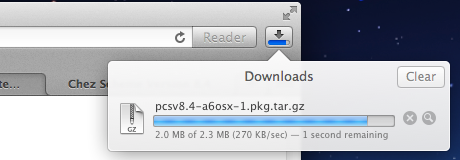 Reader
te...
Chez S
Downloads
Clear
pcsv8.4-a6osx-1.pkg.tar.gz
GZ
2.0 MB of 2.3 MB (270 KB/sec) — 1 second remaining